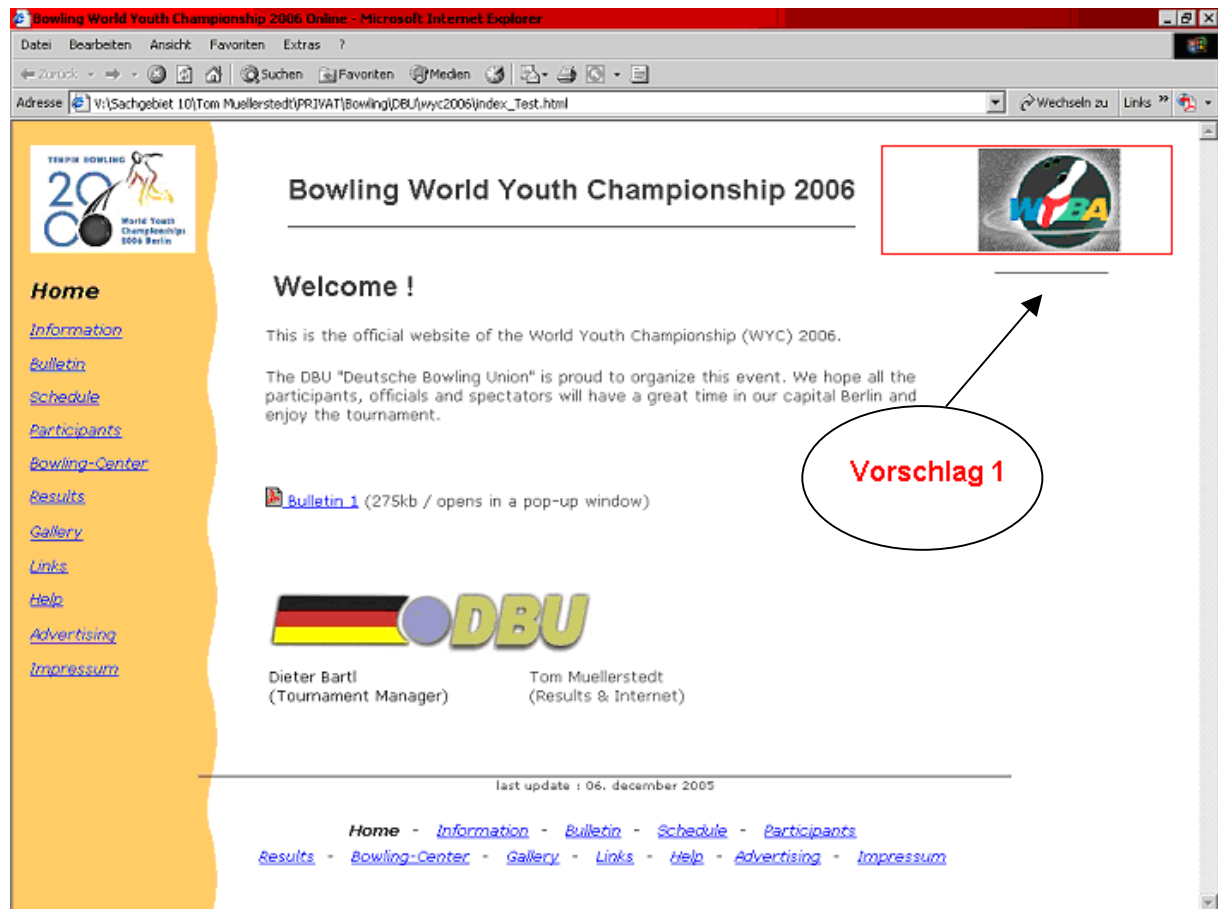 Bowling World Youth Championship 2006 Online - Microsoft Internet Explorer
Datei Bearbeiten Ansicht Favoriten Extras ?
Zurück Suchen Favoriten Medien
Adresse V:\Sachgebiet 10\Tom Muellerstedt\PRIVAT\Bowling\DBU\wyc2006\index_Test.html Wechseln zu Links »
TENPIN BOWLING
2006
World Youth
Championships
2006 Berlin
Bowling World Youth Championship 2006
WYBA
Home
Information
Bulletin
Schedule
Participants
Bowling-Center
Results
Gallery
Links
Help
Advertising
Impressum
Welcome !
This is the official website of the World Youth Championship (WYC) 2006.
The DBU "Deutsche Bowling Union" is proud to organize this event. We hope all the
participants, officials and spectators will have a great time in our capital Berlin and
enjoy the tournament.
Vorschlag 1
Bulletin 1 (275kb / opens in a pop-up window)
DBU
Dieter Bartl Tom Muellerstedt
(Tournament Manager) (Results & Internet)
last update : 06. december 2005
Home - Information - Bulletin - Schedule - Participants
Results - Bowling-Center - Gallery - Links - Help - Advertising - Impressum